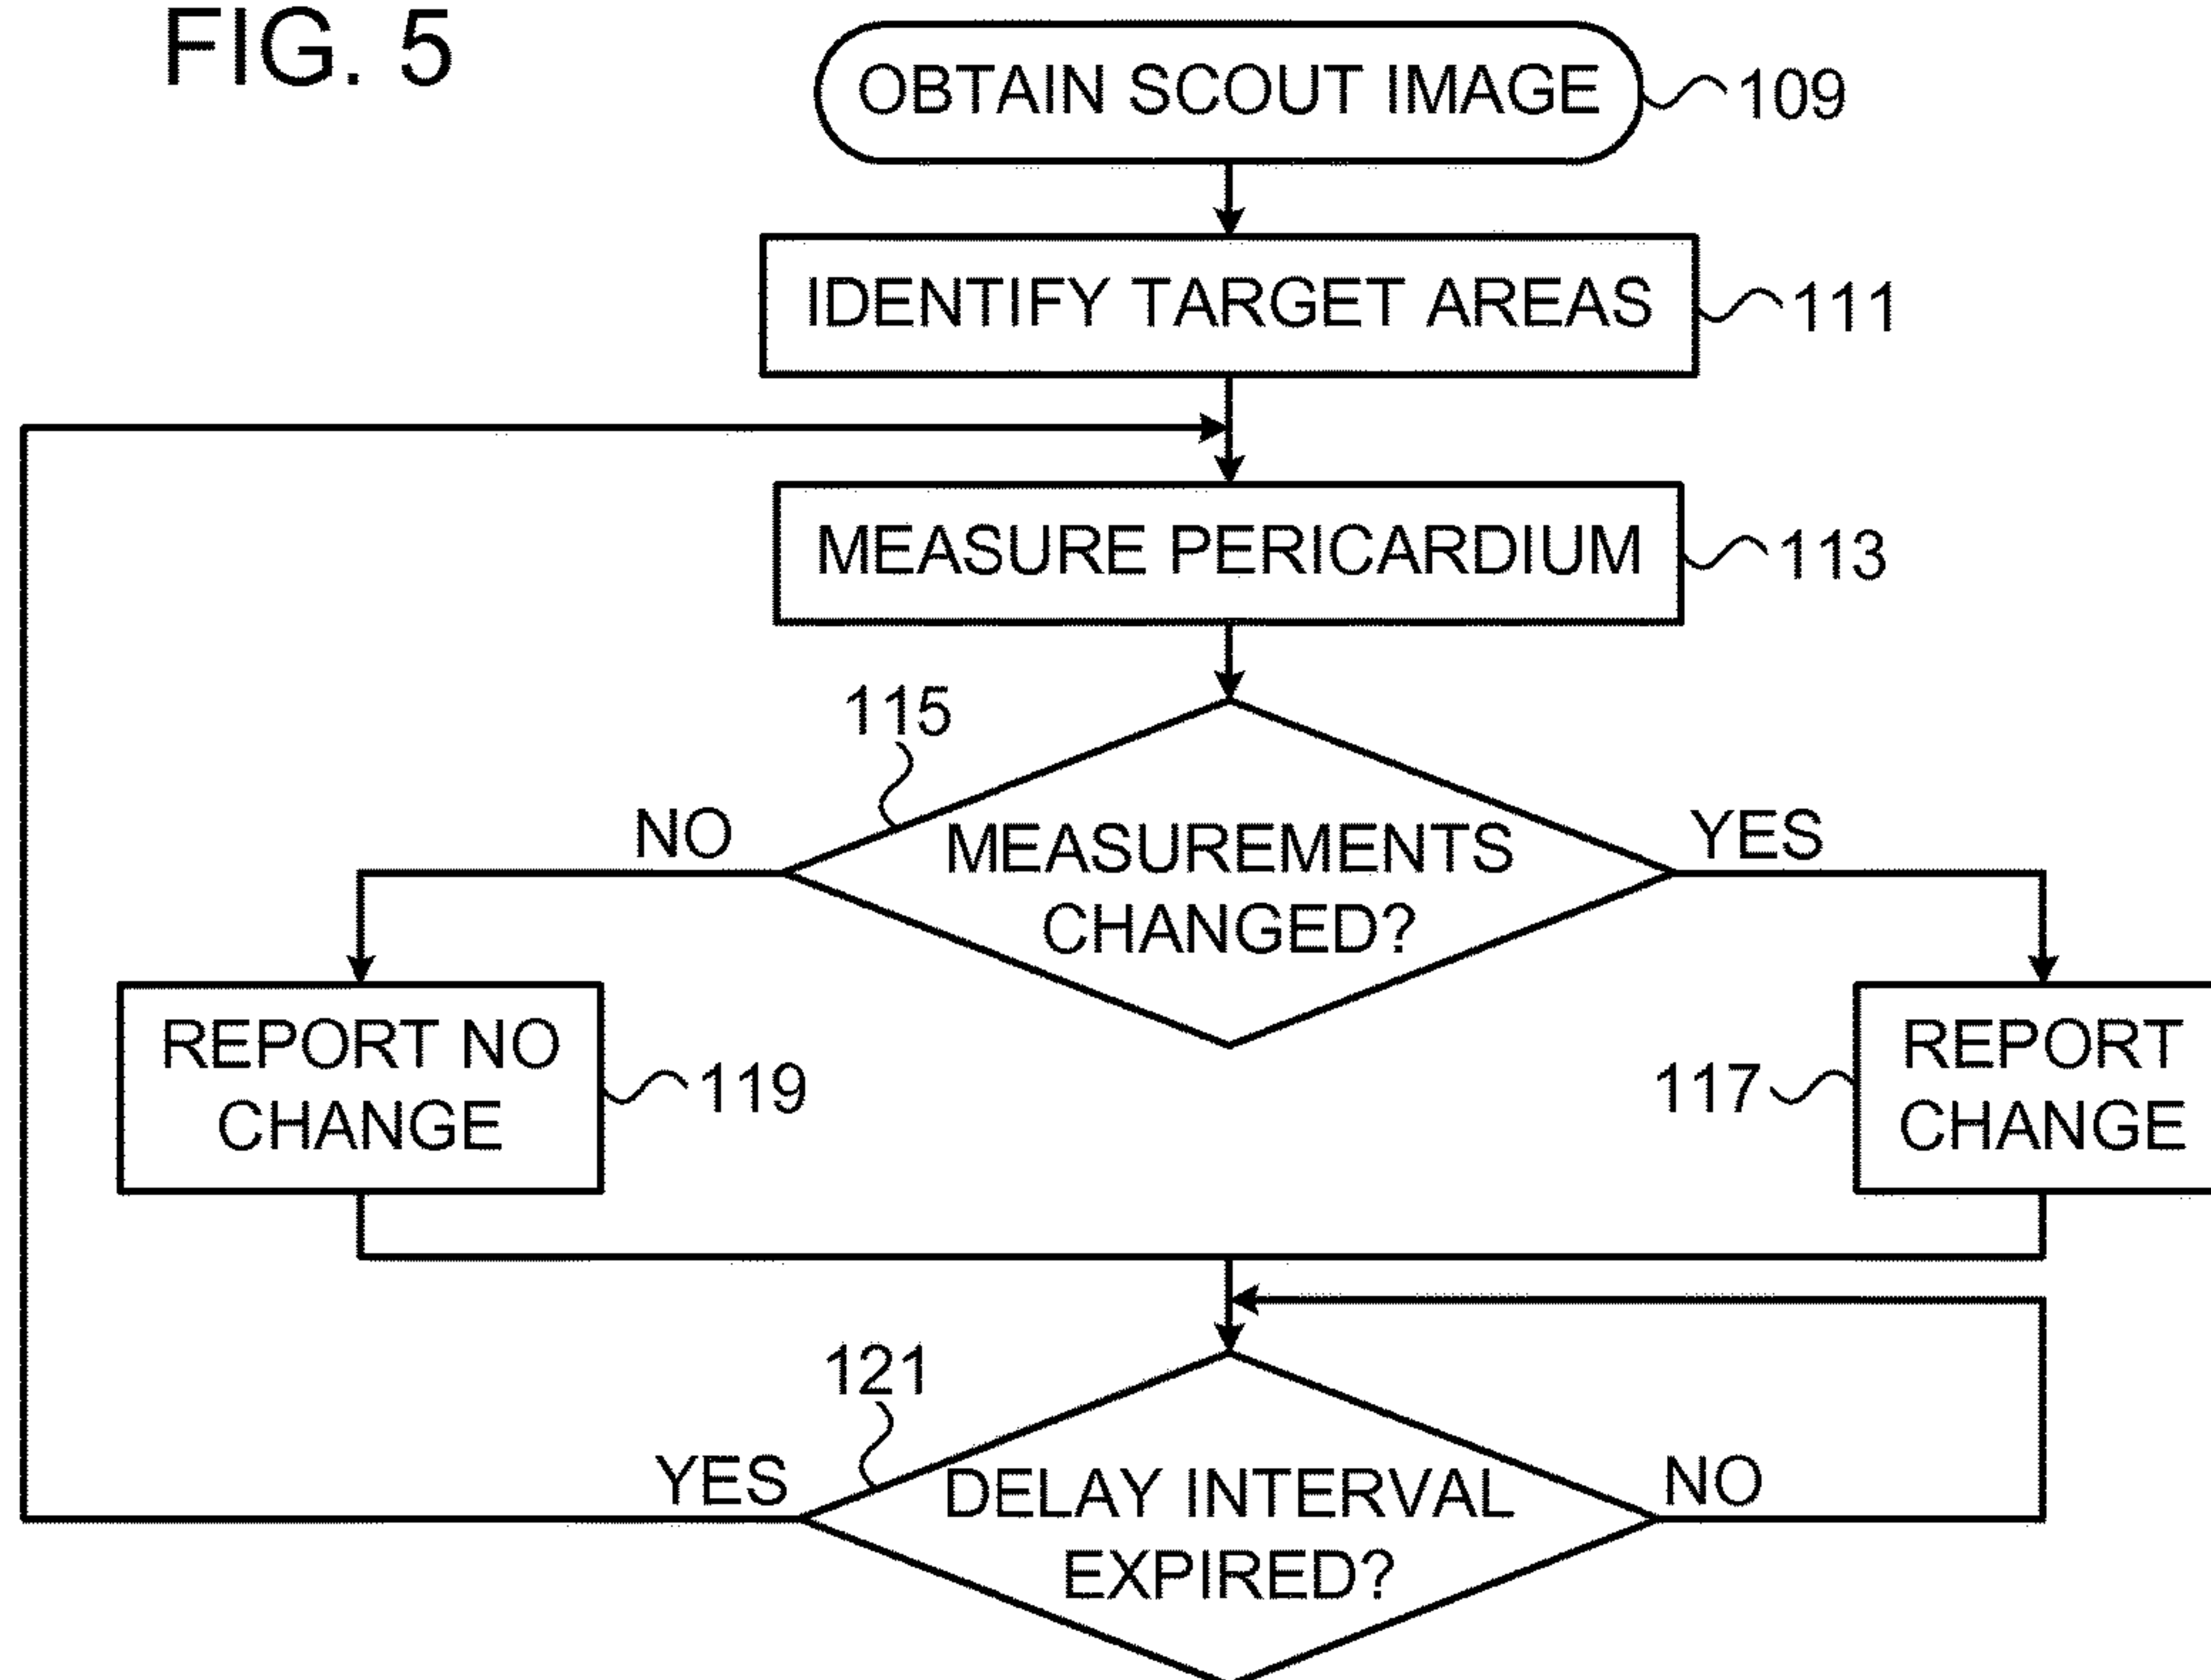 FIG. 5
OBTAIN SCOUT IMAGE
109
IDENTIFY TARGET AREAS
111
MEASURE PERICARDIUM
113
115
NO
MEASUREMENTS
CHANGED?
YES
REPORT NO
CHANGE
119
117
REPORT
CHANGE
121
YES
DELAY INTERVAL
EXPIRED?
NO